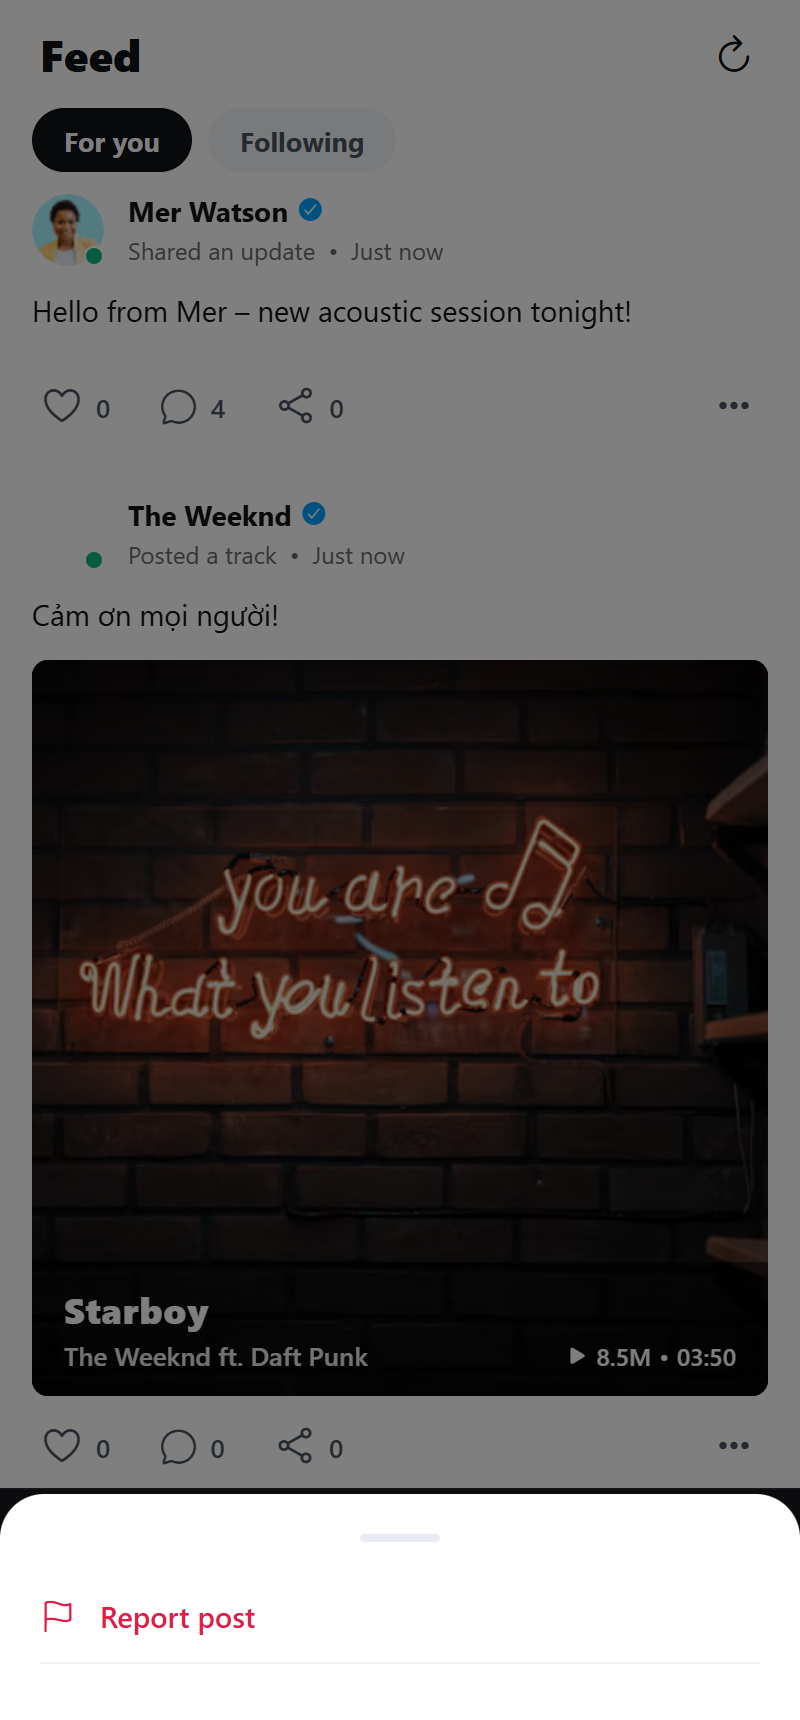 Feed
For you
Following
Mer Watson
Shared an update • Just now
Hello from Mer – new acoustic session tonight!
0
4
0
The Weeknd
Posted a track • Just now
Cảm ơn mọi người!
you are
What you listen to
Starboy
The Weeknd ft. Daft Punk
8.5M • 03:50
0
0
0
Report post